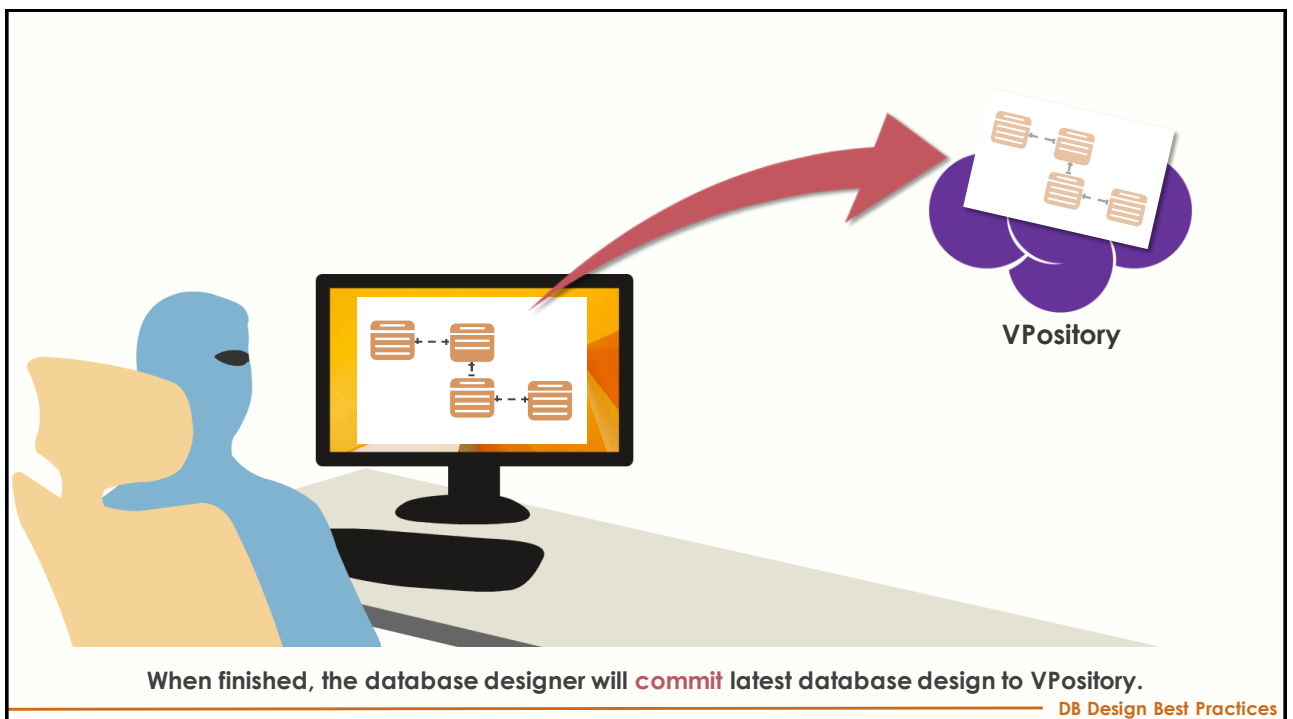 VPository
When finished, the database designer will commit latest database design to VPository.
DB Design Best Practices